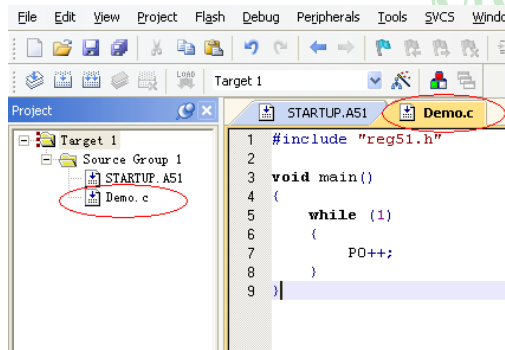 File Edit View Project Flash Debug Peripherals Tools SVCS
LOAD Target 1
Project
STARTUP.A51 Demo.c
Target 1
Source Group 1
STARTUP.A51
Demo.c
1 #include "reg51.h"
2
3 void main()
4 {
5 while (1)
6 {
7 P0++;
8 }
9 }